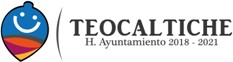 TEOCALTICHE
H. Ayuntamiento 2018 - 2021